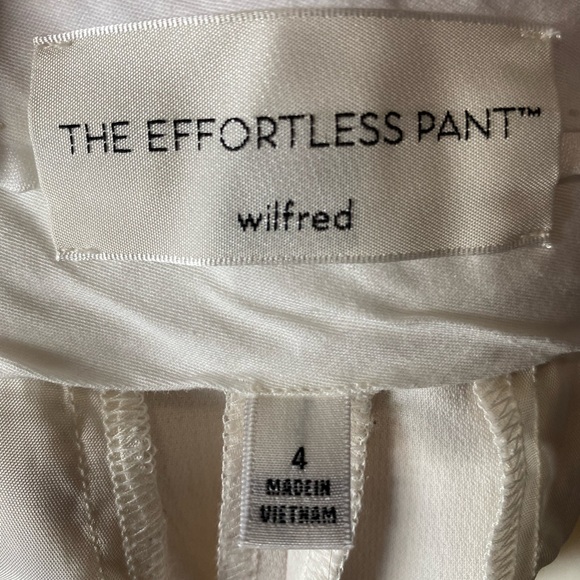 THE EFFORTLESS PANT™
wilfred
4
MADE IN
VIETNAM